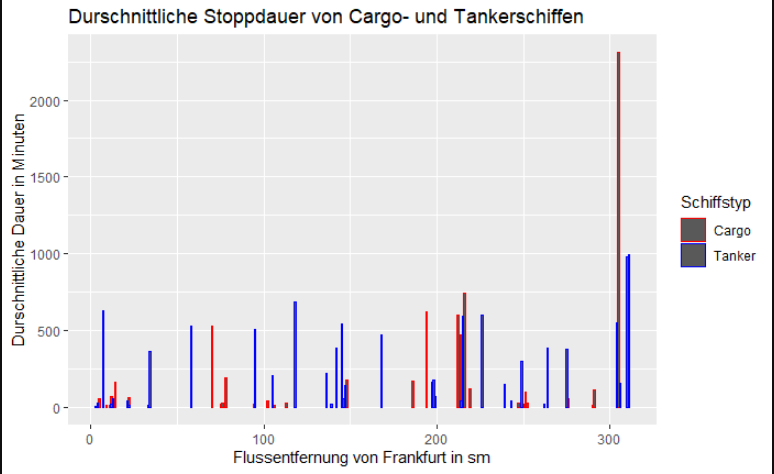 Durschnittliche Stoppdauer von Cargo- und Tankerschiffen
Durschnittliche Dauer in Minuten
2000
1500
1000
500
0
0
100
200
300
Flussentfernung von Frankfurt in sm
Schiffstyp
Cargo
Tanker